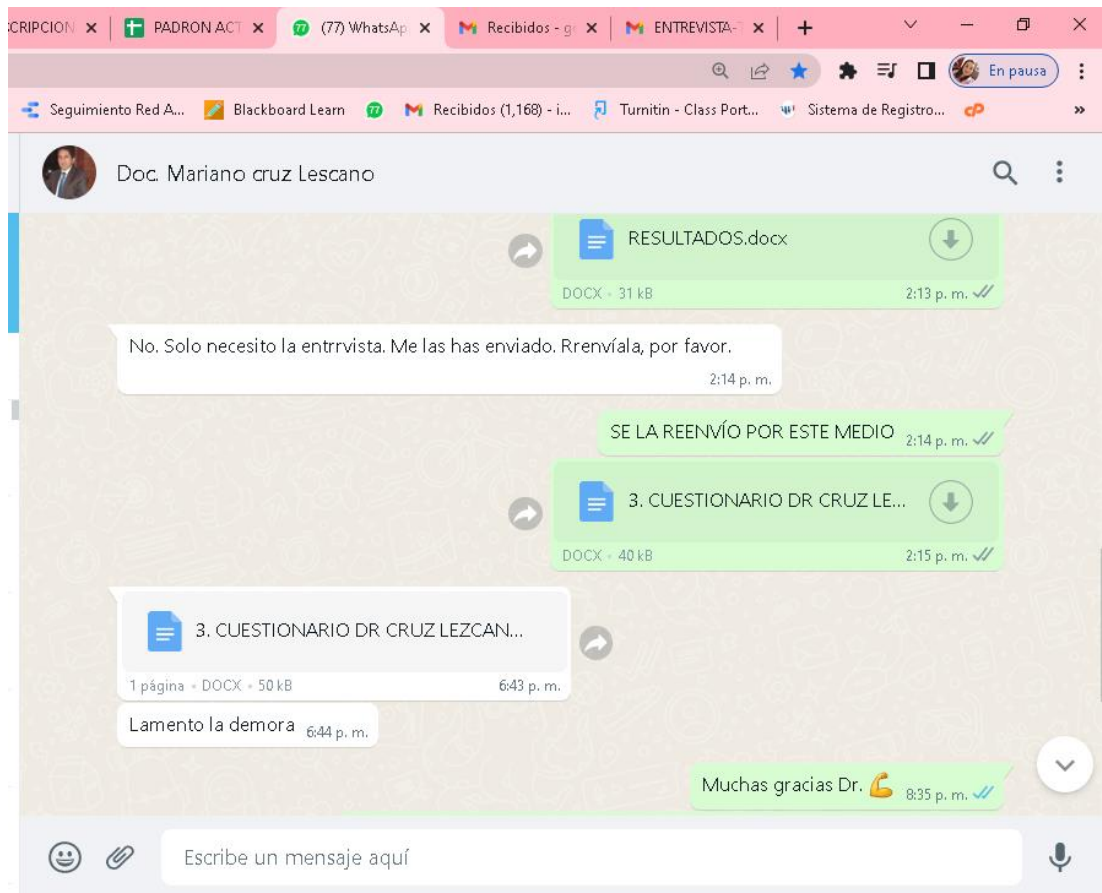 CRIPCION
PADRON ACT
(77) WhatsAp
Recibidos - g
ENTREVISTA-
En pausa
Seguimiento Red A...
Blackboard Learn
Recibidos (1,168) - i...
Turnitin - Class Port...
Sistema de Registro...
Doc. Mariano cruz Lescano
RESULTADOS.docx
DOCX • 31 kB 2:13 p. m.
No. Solo necesito la entrrvista. Me las has enviado. Rrenvíala, por favor.
2:14 p. m.
SE LA REENVÍO POR ESTE MEDIO 2:14 p. m.
3. CUESTIONARIO DR CRUZ LE...
DOCX • 40 kB 2:15 p. m.
3. CUESTIONARIO DR CRUZ LEZCAN...
1 página • DOCX • 50 kB 6:43 p. m.
Lamento la demora 6:44 p. m.
Muchas gracias Dr. 💪 8:35 p. m.
Escribe un mensaje aquí